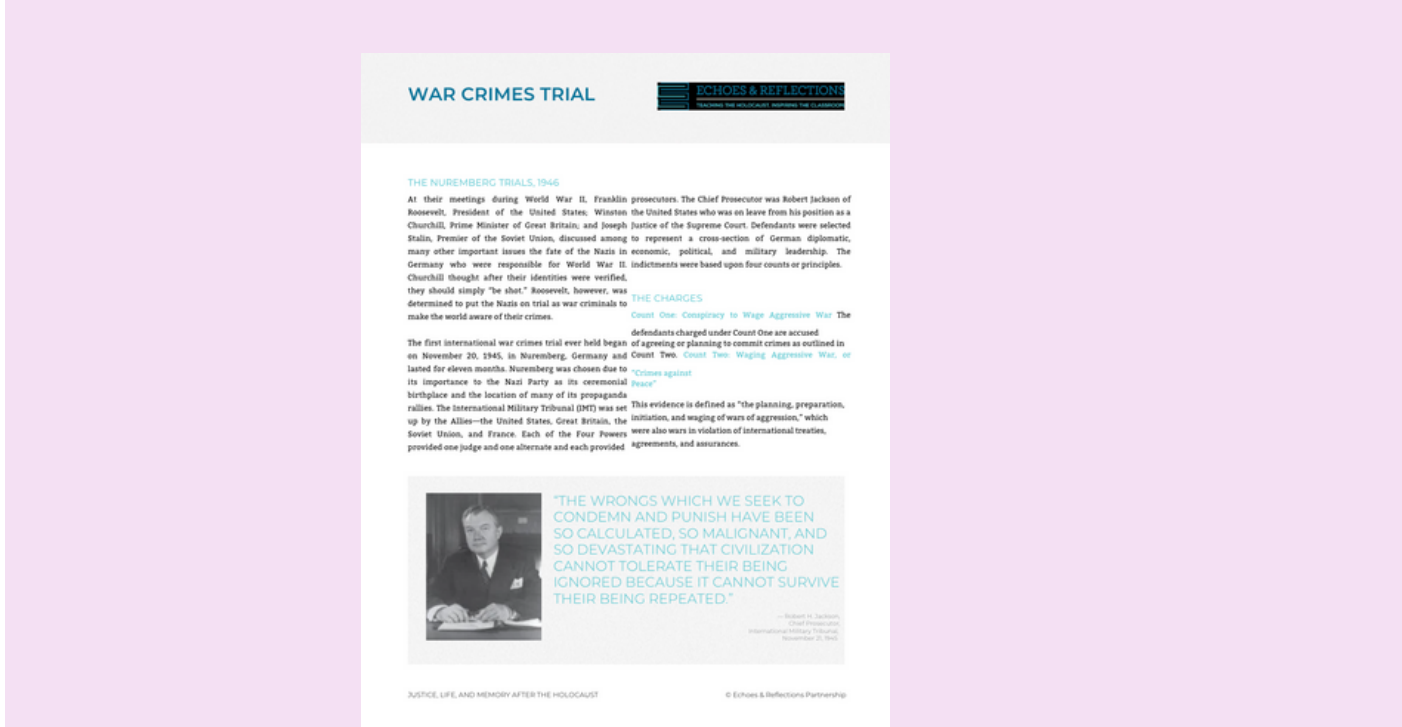 WAR CRIMES TRIAL
ECHOES & REFLECTIONS
TEACHING THE HOLOCAUST. INSPIRING THE CLASSROOM.
THE NUREMBERG TRIALS, 1946
At their meetings during World War II, Franklin
Roosevelt, President of the United States; Winston
Churchill, Prime Minister of Great Britain; and Joseph
Stalin, Premier of the Soviet Union, discussed among
many other important issues the fate of the Nazis in
Germany who were responsible for World War II.
Churchill thought after their identities were verified,
they should simply “be shot.” Roosevelt, however, was
determined to put the Nazis on trial as war criminals to
make the world aware of their crimes.
The first international war crimes trial ever held began
on November 20, 1945, in Nuremberg, Germany and
lasted for eleven months. Nuremberg was chosen due to
its importance to the Nazi Party as its ceremonial
birthplace and the location of many of its propaganda
rallies. The International Military Tribunal (IMT) was set
up by the Allies—the United States, Great Britain, the
Soviet Union, and France. Each of the Four Powers
provided one judge and one alternate and each provided
prosecutors. The Chief Prosecutor was Robert Jackson of
the United States who was on leave from his position as a
Justice of the Supreme Court. Defendants were selected
to represent a cross-section of German diplomatic,
economic, political, and military leadership. The
indictments were based upon four counts or principles.
THE CHARGES
Count One: Conspiracy to Wage Aggressive War The
defendants charged under Count One are accused
of agreeing or planning to commit crimes as outlined in
Count Two. Count Two: Waging Aggressive War, or
“Crimes against
Peace”
This evidence is defined as “the planning, preparation,
initiation, and waging of wars of aggression,” which
were also wars in violation of international treaties,
agreements, and assurances.
“THE WRONGS WHICH WE SEEK TO
CONDEMN AND PUNISH HAVE BEEN
SO CALCULATED, SO MALIGNANT, AND
SO DEVASTATING THAT CIVILIZATION
CANNOT TOLERATE THEIR BEING
IGNORED BECAUSE IT CANNOT SURVIVE
THEIR BEING REPEATED.”
— Robert H. Jackson,
Chief Prosecutor,
International Military Tribunal,
November 21, 1945
JUSTICE, LIFE, AND MEMORY AFTER THE HOLOCAUST
© Echoes & Reflections Partnership